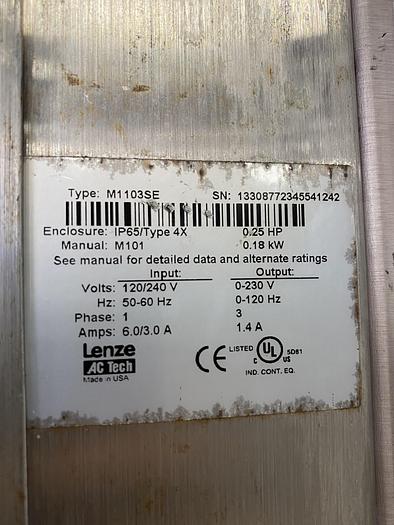 Type: M1103SE SN: 13308772345541242
Enclosure: IP65/Type 4X 0.25 HP
Manual: M101 0.18 kW
See manual for detailed data and alternate ratings
Input: Output:
Volts: 120/240 V 0-230 V
Hz: 50-60 Hz 0-120 Hz
Phase: 1 3
Amps: 6.0/3.0 A 1.4 A
Lenze
AC Tech
Made in USA
CE LISTED C UL US 5D81
IND. CONT. EQ.